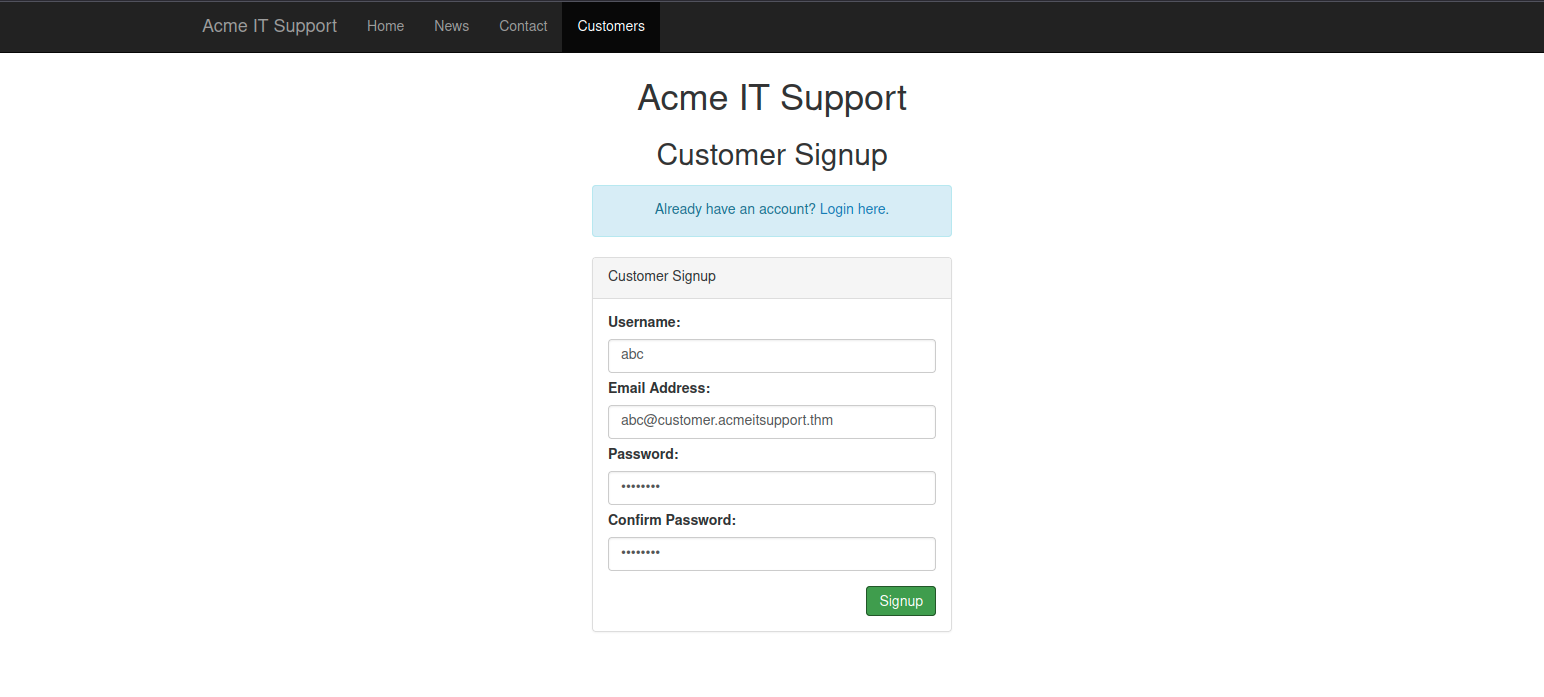 Acme IT Support Home News Contact Customers
Acme IT Support
Customer Signup
Already have an account? Login here.
Customer Signup
Username:
abc
Email Address:
abc@customer.acmeitsupport.thm
Password:
••••••••
Confirm Password:
••••••••
Signup